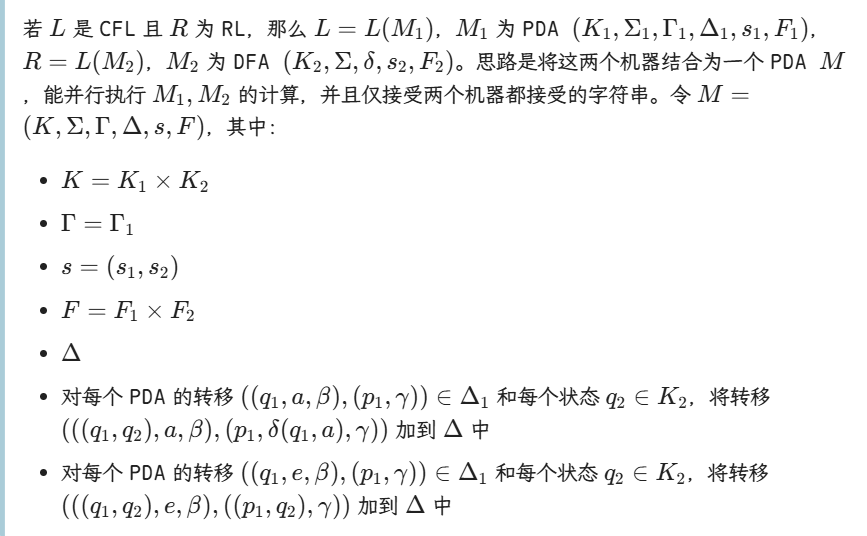 若 L 是 CFL 且 R 为 RL，那么 L = L(M₁)，M₁ 为 PDA（K₁, Σ₁, Γ₁, Δ₁, s₁, F₁)，
R = L(M₂)，M₂ 为 DFA（K₂, Σ, δ, s₂, F₂)。思路是将这两个机器结合为一个 PDA M
，能并行执行 M₁, M₂ 的计算，并且仅接受两个机器都接受的字符串。令 M =
(K, Σ, Γ, Δ, s, F)，其中：
• K = K₁ × K₂
• Γ = Γ₁
• s = (s₁, s₂)
• F = F₁ × F₂
• Δ
• 对每个 PDA 的转移 ((q₁, a, β), (p₁, γ)) ∈ Δ₁ 和每个状态 q₂ ∈ K₂，将转移
(((q₁, q₂), a, β), (p₁, δ(q₁, a), γ)) 加到 Δ 中
• 对每个 PDA 的转移 ((q₁, e, β), (p₁, γ)) ∈ Δ₁ 和每个状态 q₂ ∈ K₂，将转移
(((q₁, q₂), e, β), ((p₁, q₂), γ)) 加到 Δ 中